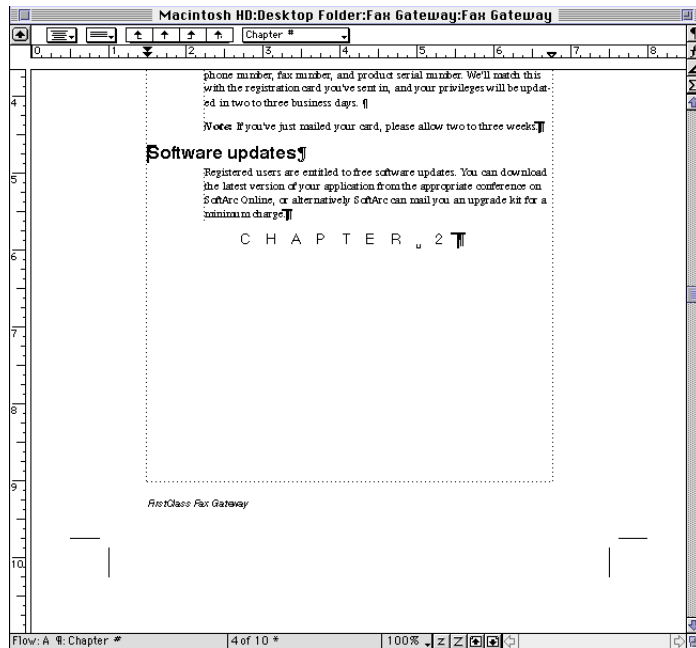 Macintosh HD:Desktop Folder:Fax Gateway:Fax Gateway
Chapter #
0 1 2 3 4 5 6 7 8
phone number, fax number, and product serial number. We'll match this
4
with the registration card you've sent in, and your privileges will be updat-
ed in two to three business days. ¶
Note: If you've just mailed your card, please allow two to three weeks.¶
Software updates¶
5
Registered users are entitled to free software updates. You can download
the latest version of your application from the appropriate conference on
SoftArc Online, or alternatively SoftArc can mail you an upgrade kit for a
minimum charge.¶
CHAPTER␣2¶
6
7
8
9
FirstClass Fax Gateway
10
Flow: A ¶: Chapter # 4 of 10 * 100% z Z